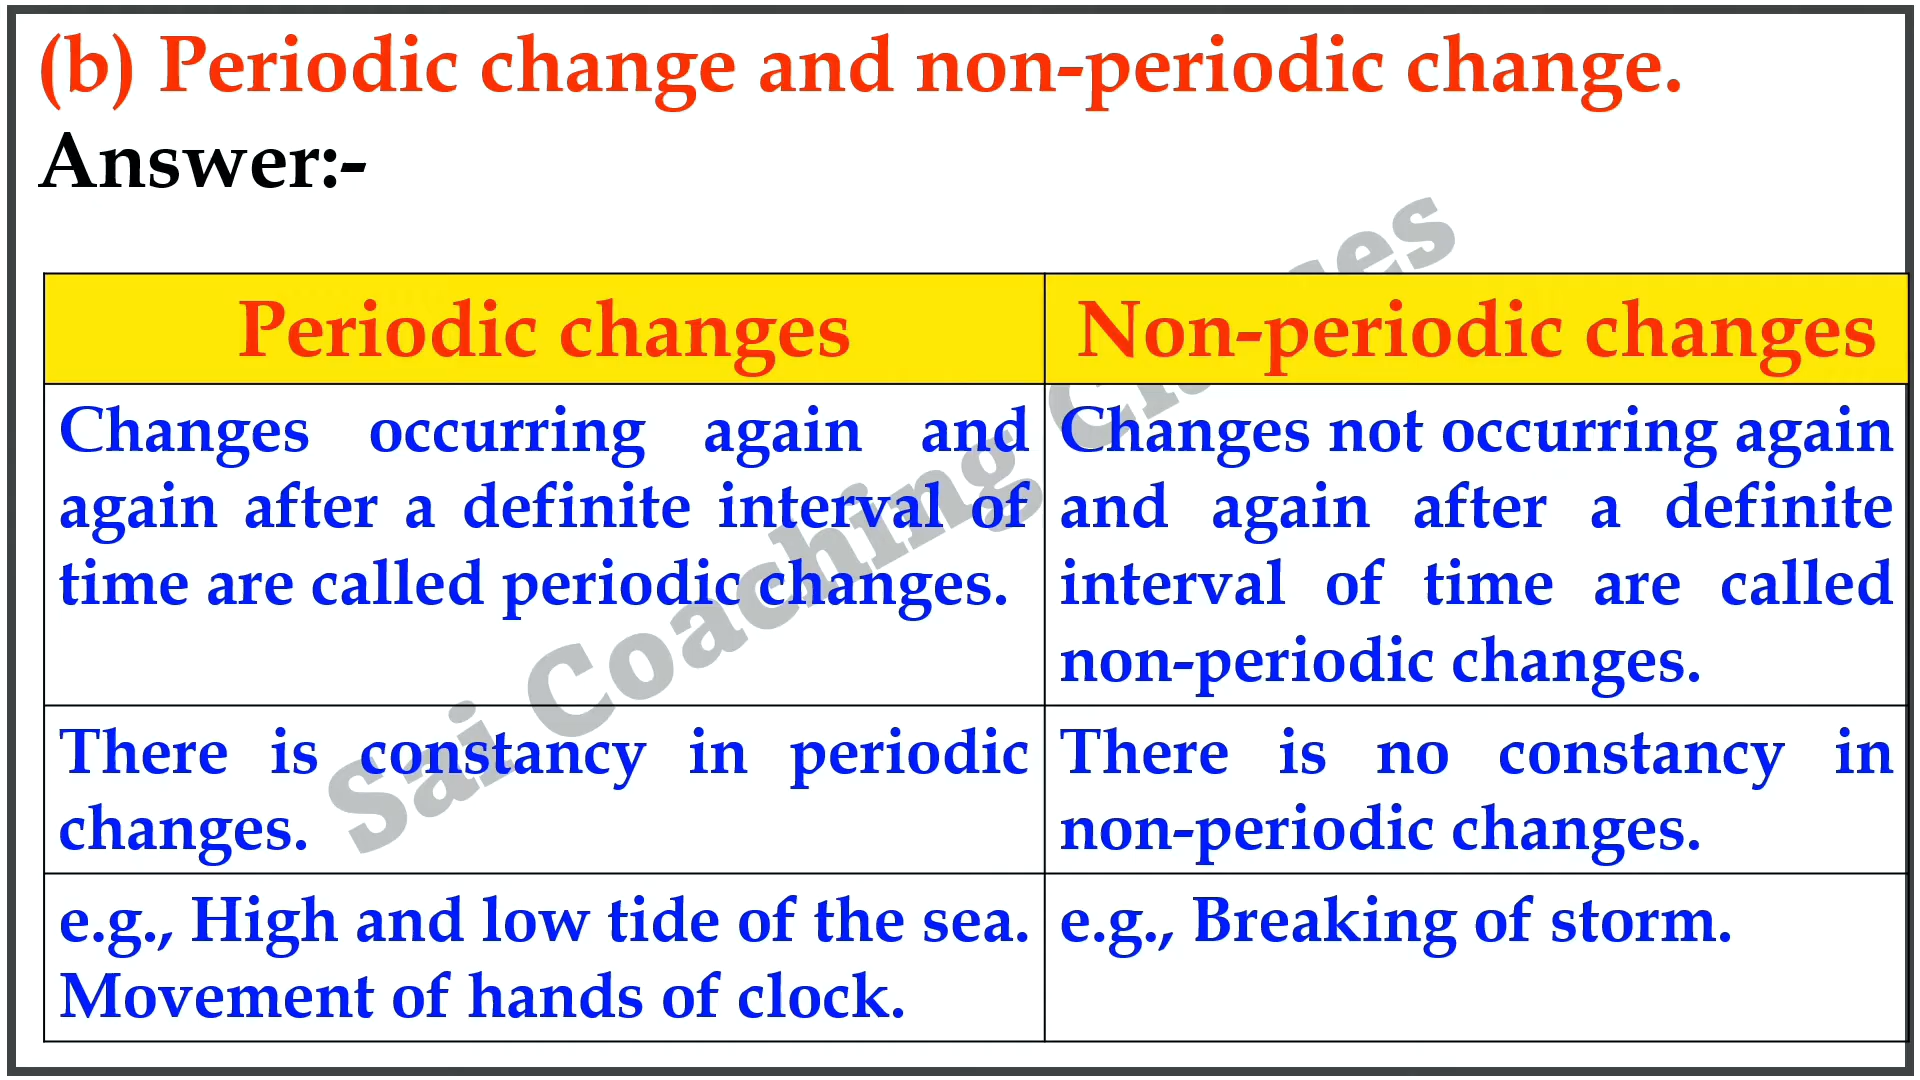 (b) Periodic change and non-periodic change.
Answer:-
Periodic changes
Non-periodic changes
Changes occurring again and
again after a definite interval of
time are called periodic changes.
Changes not occurring again
and again after a definite
interval of time are called
non-periodic changes.
There is constancy in periodic
changes.
There is no constancy in
non-periodic changes.
e.g., High and low tide of the sea.
Movement of hands of clock.
e.g., Breaking of storm.
Sai Coaching Classes